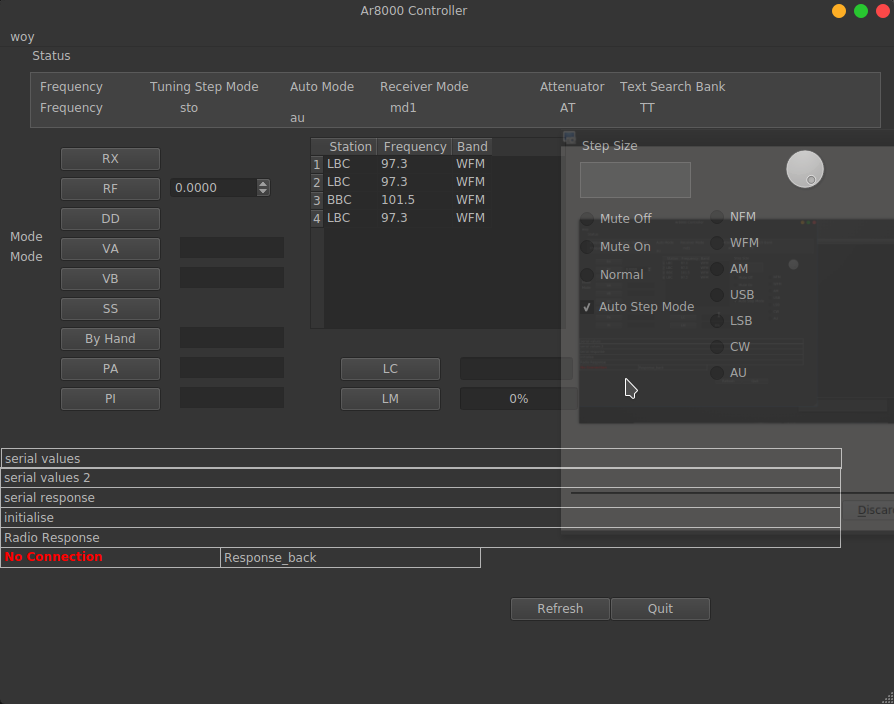 Ar8000 Controller
woy
Status
Frequency Tuning Step Mode Auto Mode Receiver Mode Attenuator Text Search Bank
Frequency sto au md1 AT TT
RX
RF 0.0000
DD
Mode
Mode
VA
VB
SS
By Hand
PA
PI
Station Frequency Band
1 LBC 97.3 WFM
2 LBC 97.3 WFM
3 BBC 101.5 WFM
4 LBC 97.3 WFM
LC
LM 0%
Step Size
Mute Off
Mute On
Normal
Auto Step Mode
NFM
WFM
AM
USB
LSB
CW
AU
serial values
serial values 2
serial response
initialise
Radio Response
No Connection Response_back
Discar
Refresh Quit